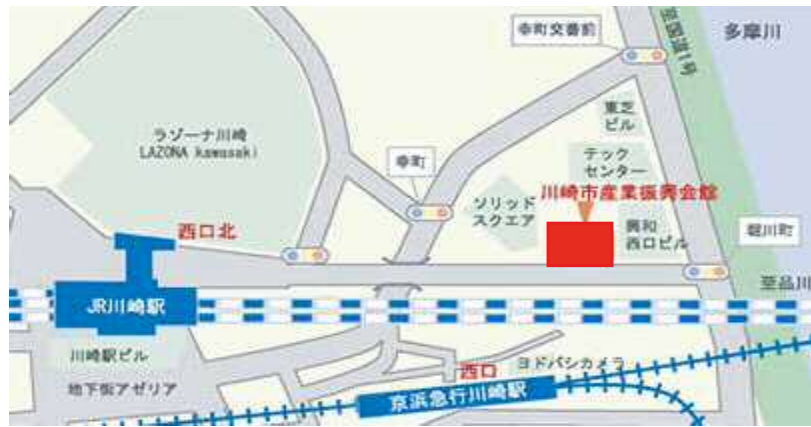 幸町交番前
至国道1号
多摩川
東芝
ビル
ラゾーナ川崎
LAZONA kawasaki
幸町
テック
センター
川崎市産業振興会館
ソリッド
スクエア
興和
西口ビル
堀川町
西口北
至品川
JR川崎駅
川崎駅ビル
西口
ヨドバシカメラ
地下街アゼリア
京浜急行川崎駅